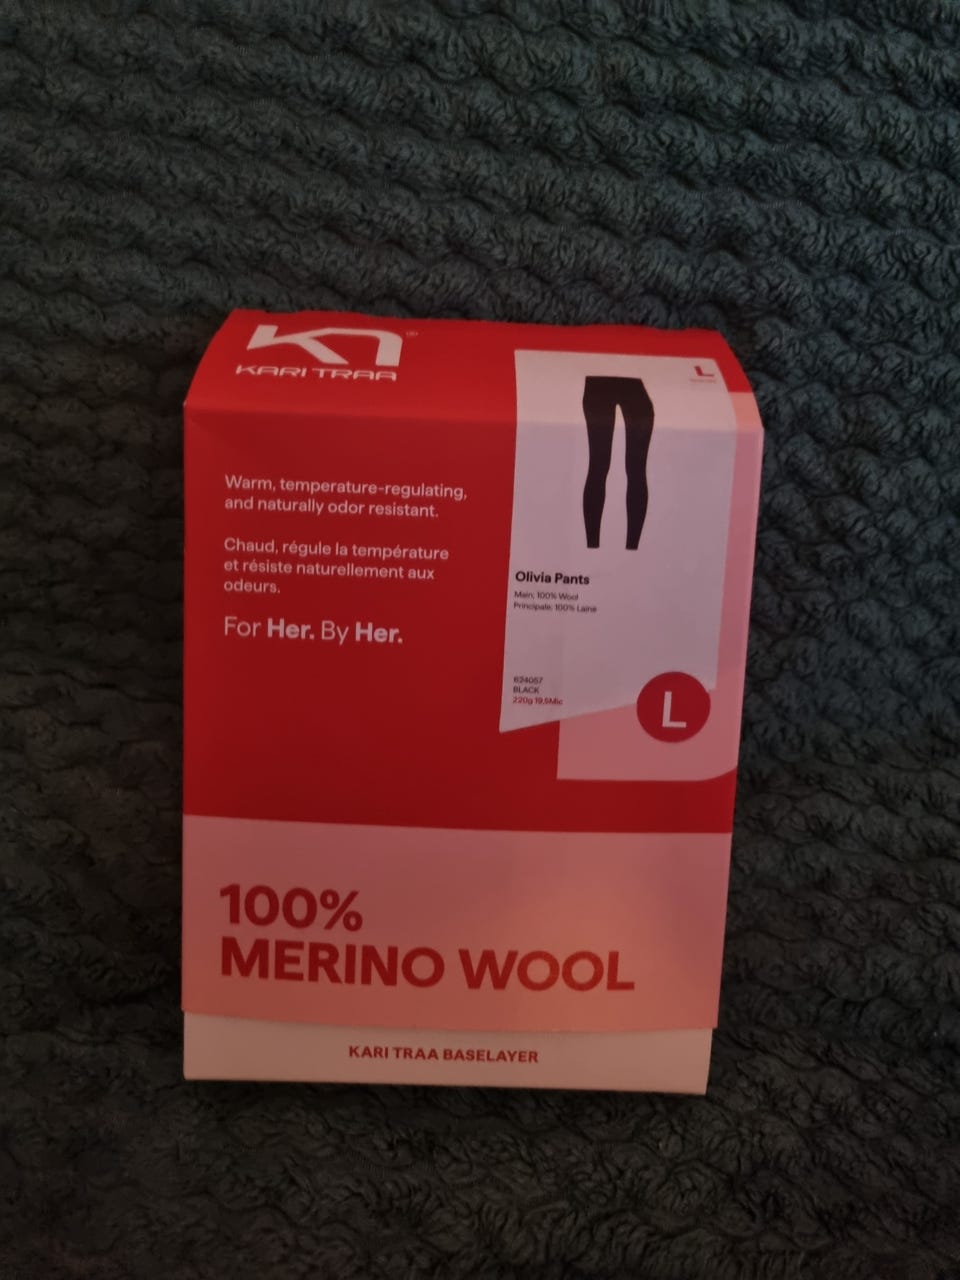 KARI TRAA
L
Warm, temperature-regulating,
and naturally odor resistant.
Chaud, régule la température
et résiste naturellement aux
odeurs.
For Her. By Her.
Olivia Pants
Main: 100% Wool
Principale: 100% Laine
624057
BLACK
220g 19,5Mic
L
100%
MERINO WOOL
KARI TRAA BASELAYER